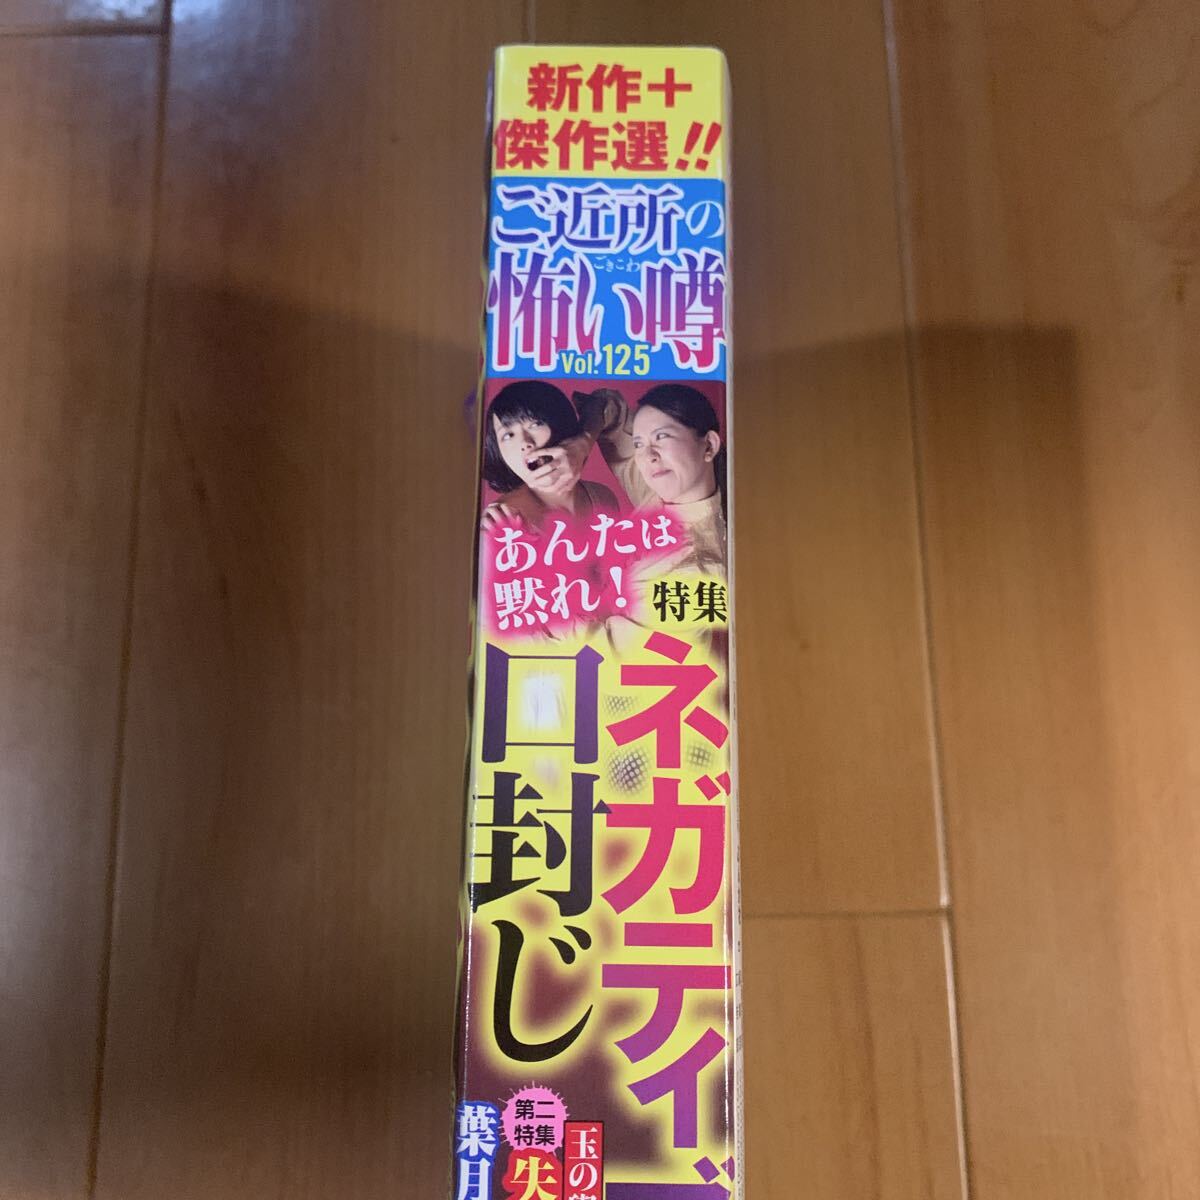 新作＋
傑作選!!
ご近所の
怖い噂
ごきこわ
Vol.125
あんたは
黙れ！
特集
ネガティブ
口封じ
第二
特集
失
玉の
葉月